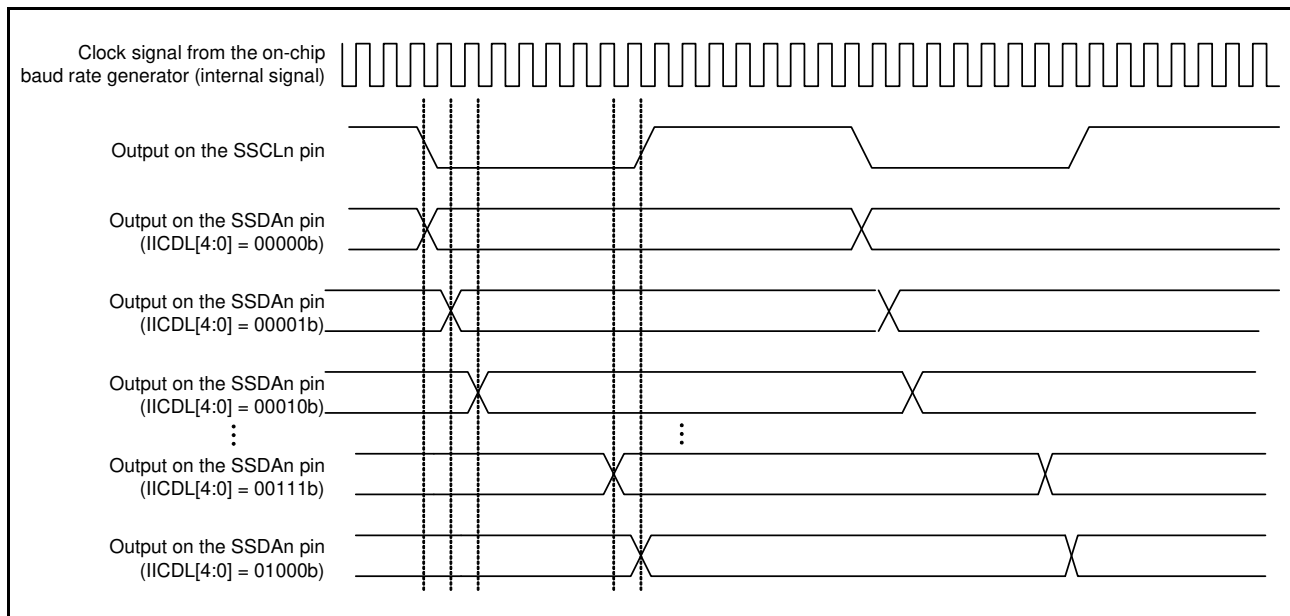 Clock signal from the on-chip
baud rate generator (internal signal)
Output on the SSCLn pin
Output on the SSDAn pin
(IICDL[4:0] = 00000b)
Output on the SSDAn pin
(IICDL[4:0] = 00001b)
Output on the SSDAn pin
(IICDL[4:0] = 00010b)
Output on the SSDAn pin
(IICDL[4:0] = 00111b)
Output on the SSDAn pin
(IICDL[4:0] = 01000b)